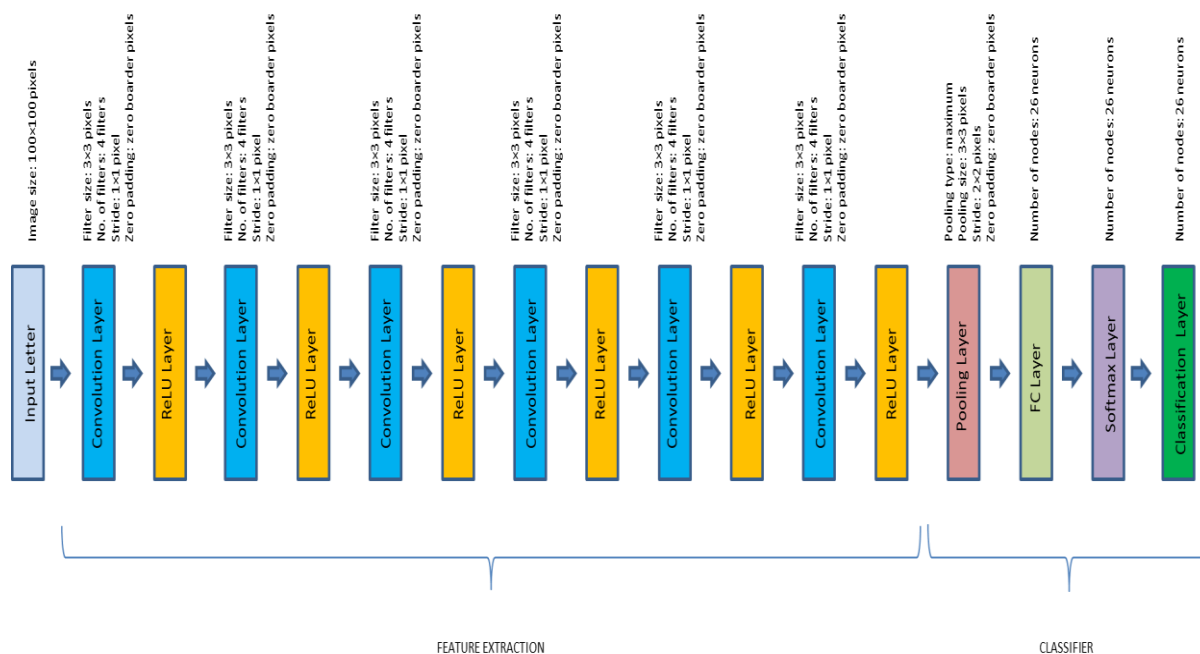 Image size: 100×100 pixels
Filter size: 3×3 pixels
No. of filters: 4 filters
Stride: 1×1 pixel
Zero padding: zero boarder pixels
Filter size: 3×3 pixels
No. of filters: 4 filters
Stride: 1×1 pixel
Zero padding: zero boarder pixels
Filter size: 3×3 pixels
No. of filters: 4 filters
Stride: 1×1 pixel
Zero padding: zero boarder pixels
Filter size: 3×3 pixels
No. of filters: 4 filters
Stride: 1×1 pixel
Zero padding: zero boarder pixels
Filter size: 3×3 pixels
No. of filters: 4 filters
Stride: 1×1 pixel
Zero padding: zero boarder pixels
Filter size: 3×3 pixels
No. of filters: 4 filters
Stride: 1×1 pixel
Zero padding: zero boarder pixels
Pooling type: maximum
Pooling size: 3×3 pixels
Stride: 2×2 pixels
Zero padding: zero boarder pixels
Number of nodes: 26 neurons
Number of nodes: 26 neurons
Number of nodes: 26 neurons
Input Letter
Convolution Layer
ReLU Layer
Convolution Layer
ReLU Layer
Convolution Layer
ReLU Layer
Convolution Layer
ReLU Layer
Convolution Layer
ReLU Layer
Convolution Layer
ReLU Layer
Pooling Layer
FC Layer
Softmax Layer
Classification Layer
FEATURE EXTRACTION
CLASSIFIER